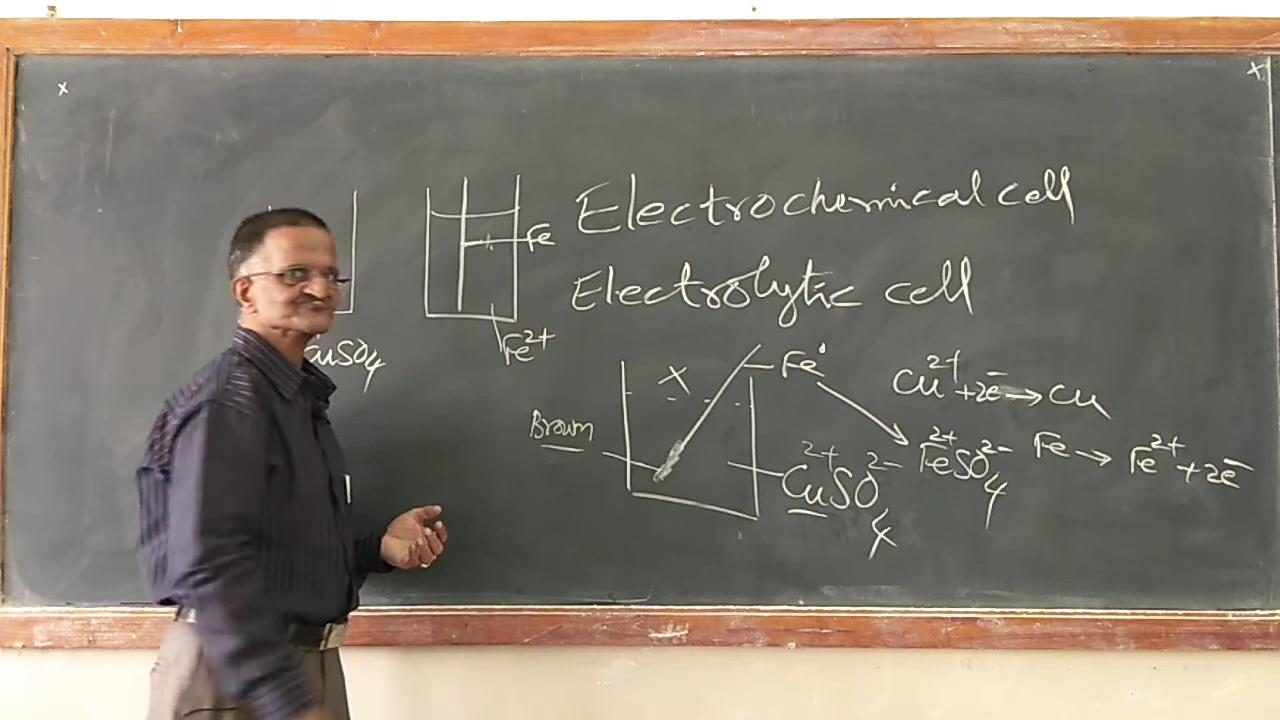 Electrochemical cell
Fe
Electrolytic cell
CuSO4
Fe2+
x
Fe°
Cu2+ + 2e- → Cu
Brown
Cu2+SO42-
Fe2+SO42-
Fe → Fe2+ + 2e-